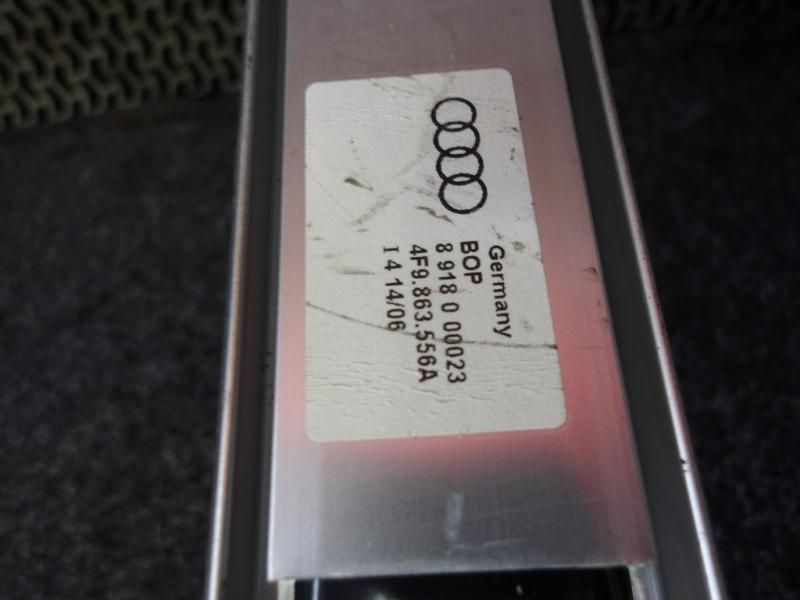 Germany
BOP
8 918 0 00023
4F9.863.556A
I 4 14/06